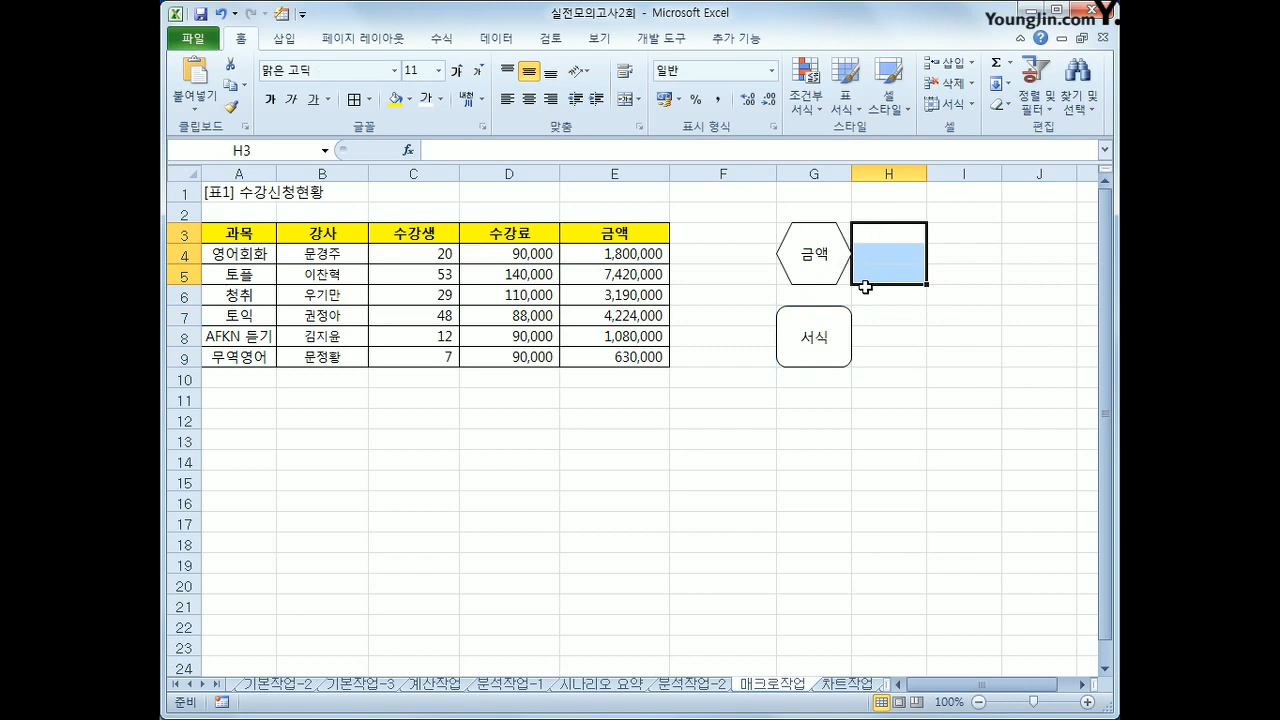 실전모의고사2회 - Microsoft Excel
YoungJin.com Y.
파일 홈 삽입 페이지 레이아웃 수식 데이터 검토 보기 개발 도구 추가 기능
맑은 고딕 11 일반
붙여넣기 조건부 서식 표 서식 셀 스타일 삽입 삭제 서식 정렬 및 필터 찾기 및 선택
가 가 가 가 내천 % ,
클립보드 글꼴 맞춤 표시 형식 스타일 셀 편집
H3 fx
A B C D E F G H I J
1 [표1] 수강신청현황
2
3 과목 강사 수강생 수강료 금액
4 영어회화 문경주 20 90,000 1,800,000 금액
5 토플 이찬혁 53 140,000 7,420,000
6 청취 우기만 29 110,000 3,190,000
7 토익 권정아 48 88,000 4,224,000
8 AFKN 듣기 김지윤 12 90,000 1,080,000 서식
9 무역영어 문정황 7 90,000 630,000
10
11
12
13
14
15
16
17
18
19
20
21
22
23
24
기본작업-2 기본작업-3 계산작업 분석작업-1 시나리오 요약 분석작업-2 매크로작업 차트작업
준비 100%